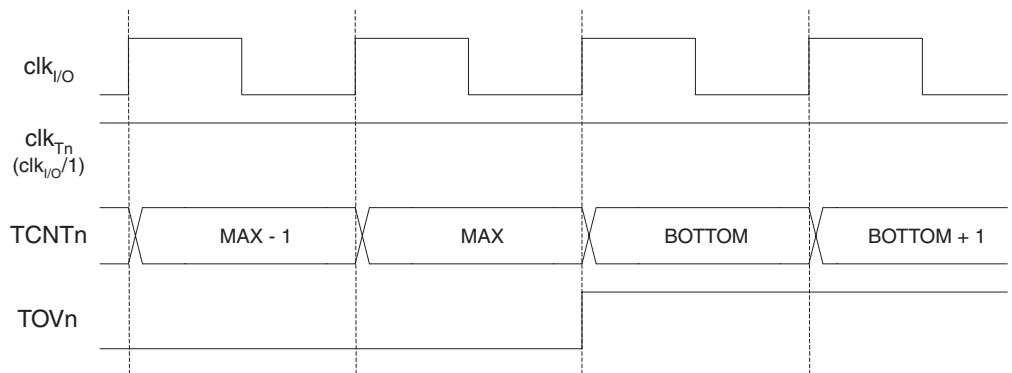 clkI/O
clkTn
(clkI/O/1)
TCNTn
MAX - 1
MAX
BOTTOM
BOTTOM + 1
TOVn